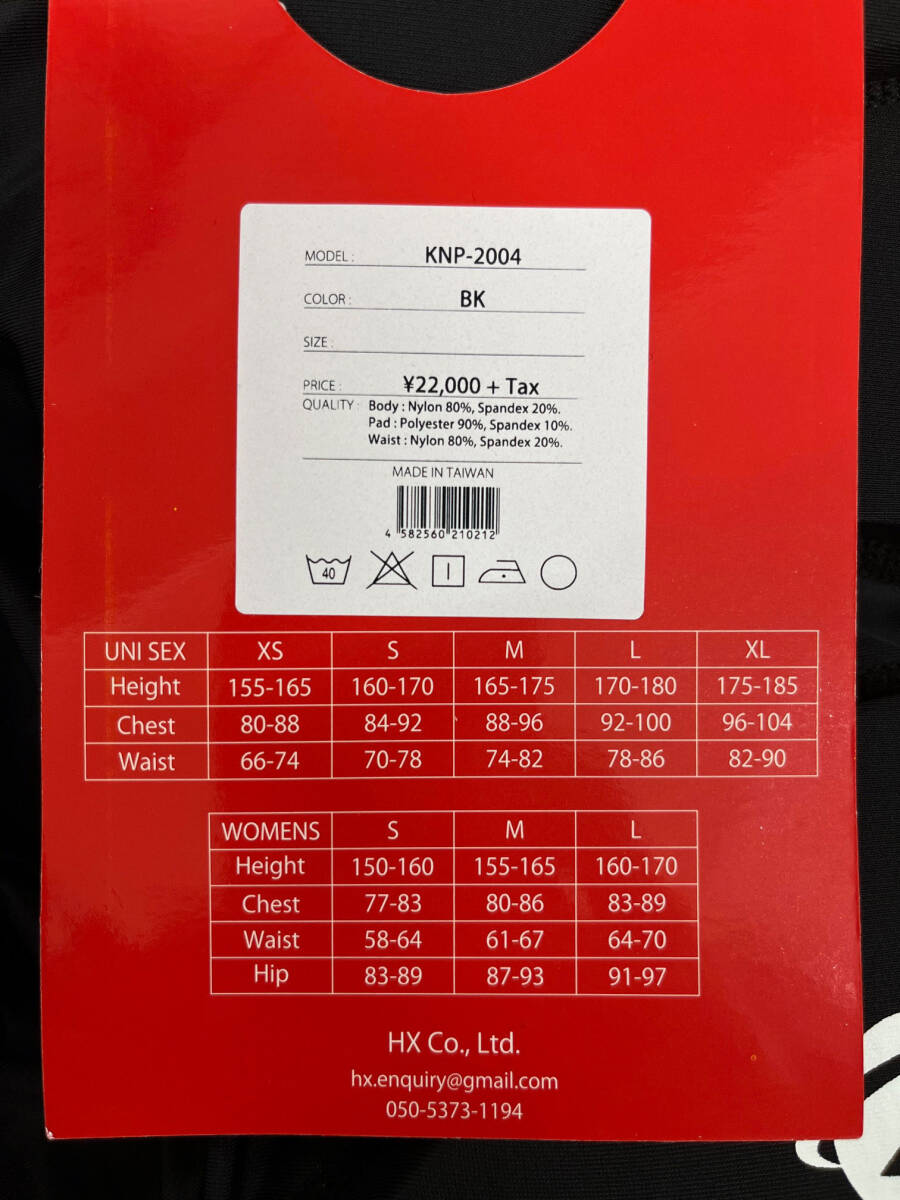 MODEL : KNP-2004
COLOR : BK
SIZE :
PRICE : ¥22,000 + Tax
QUALITY : Body : Nylon 80%, Spandex 20%.
Pad : Polyester 90%, Spandex 10%.
Waist : Nylon 80%, Spandex 20%.
MADE IN TAIWAN
4 582560 210212
40
UNI SEX XS S M L XL
Height 155-165 160-170 165-175 170-180 175-185
Chest 80-88 84-92 88-96 92-100 96-104
Waist 66-74 70-78 74-82 78-86 82-90
WOMENS S M L
Height 150-160 155-165 160-170
Chest 77-83 80-86 83-89
Waist 58-64 61-67 64-70
Hip 83-89 87-93 91-97
HX Co., Ltd.
hx.enquiry@gmail.com
050-5373-1194